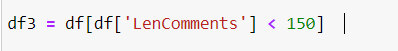 df3 = df[df['LenComments'] < 150]